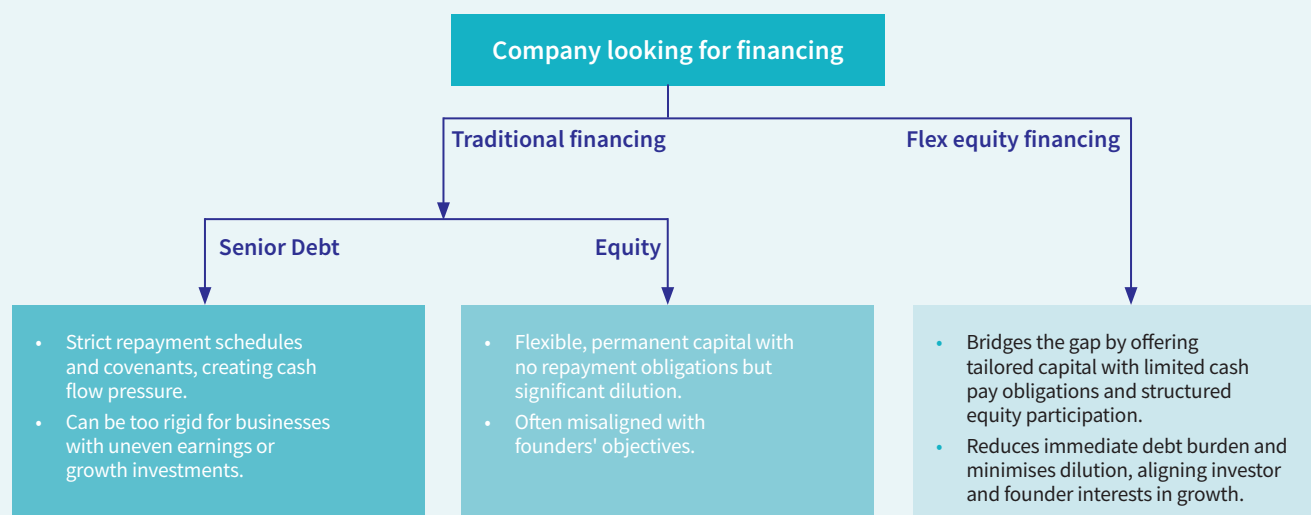 Company looking for financing
Traditional financing
Flex equity financing
Senior Debt
Equity
• Strict repayment schedules
and covenants, creating cash
flow pressure.
• Can be too rigid for businesses
with uneven earnings or
growth investments.
• Flexible, permanent capital with
no repayment obligations but
significant dilution.
• Often misaligned with
founders' objectives.
• Bridges the gap by offering
tailored capital with limited cash
pay obligations and structured
equity participation.
• Reduces immediate debt burden and
minimises dilution, aligning investor
and founder interests in growth.